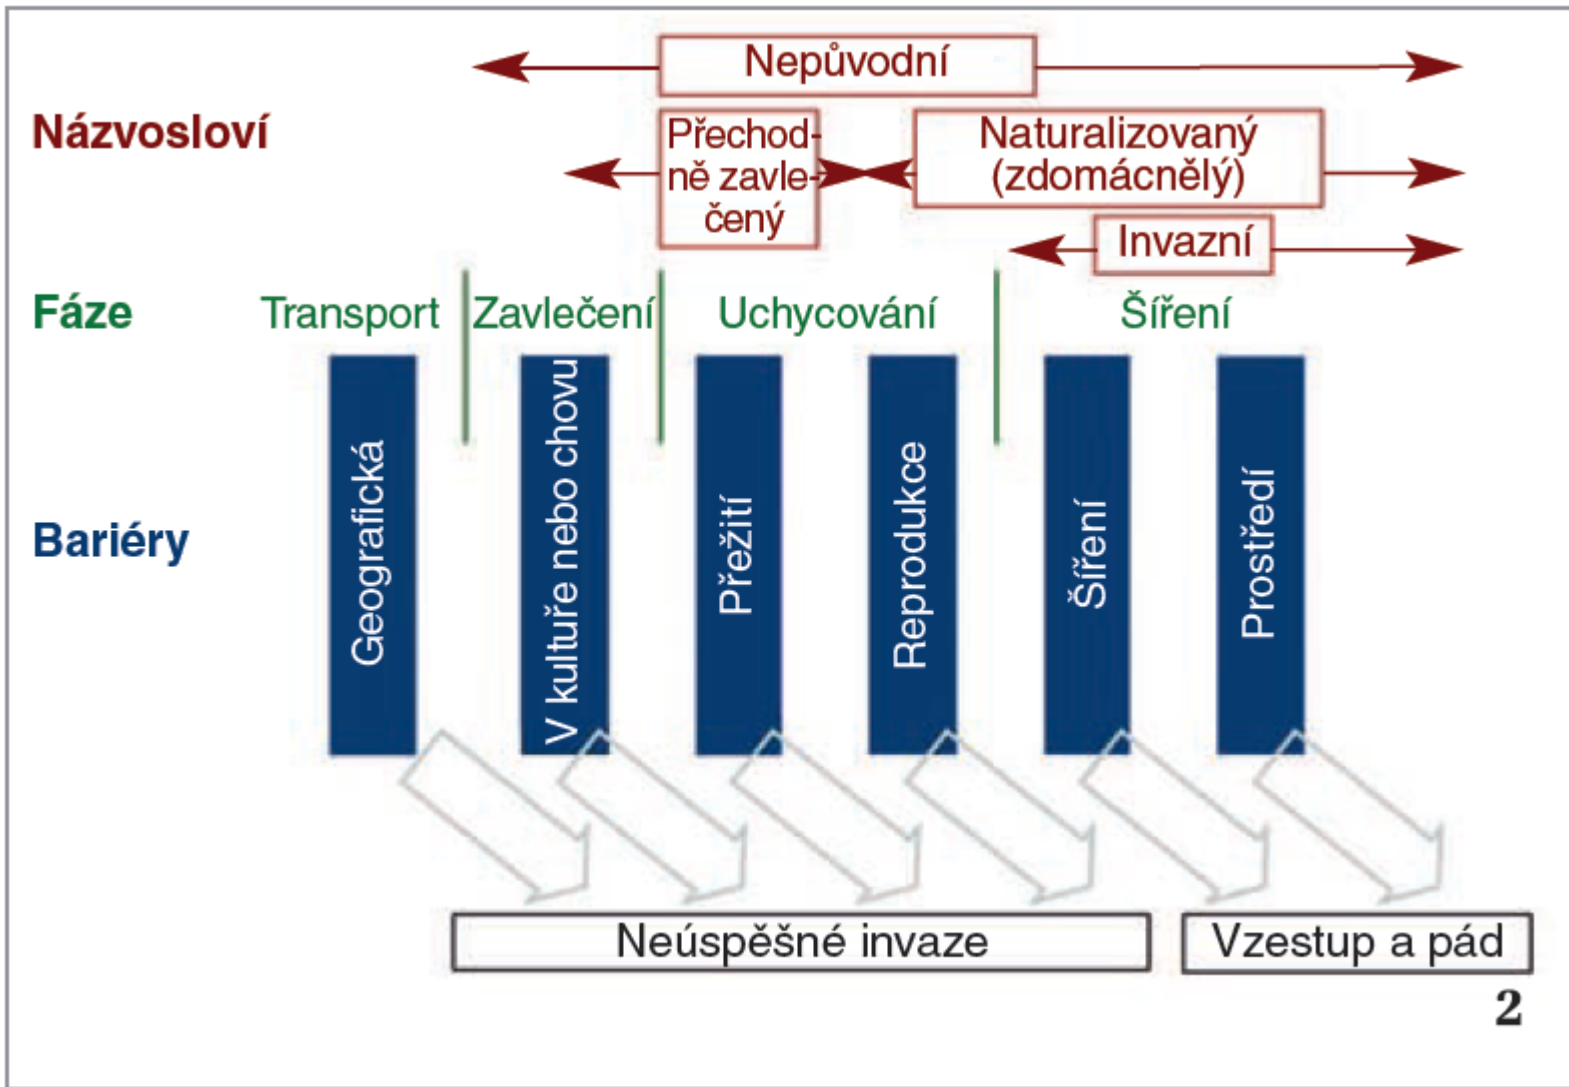 Nepůvodní
Názvosloví
Přechod-
ně zavle-
čený
Naturalizovaný
(zdomácnělý)
Invazní
Fáze
Transport
Zavlečení
Uchycování
Šíření
Bariéry
Geografická
V kultuře nebo chovu
Přežití
Reprodukce
Šíření
Prostředí
Neúspěšné invaze
Vzestup a pád
2